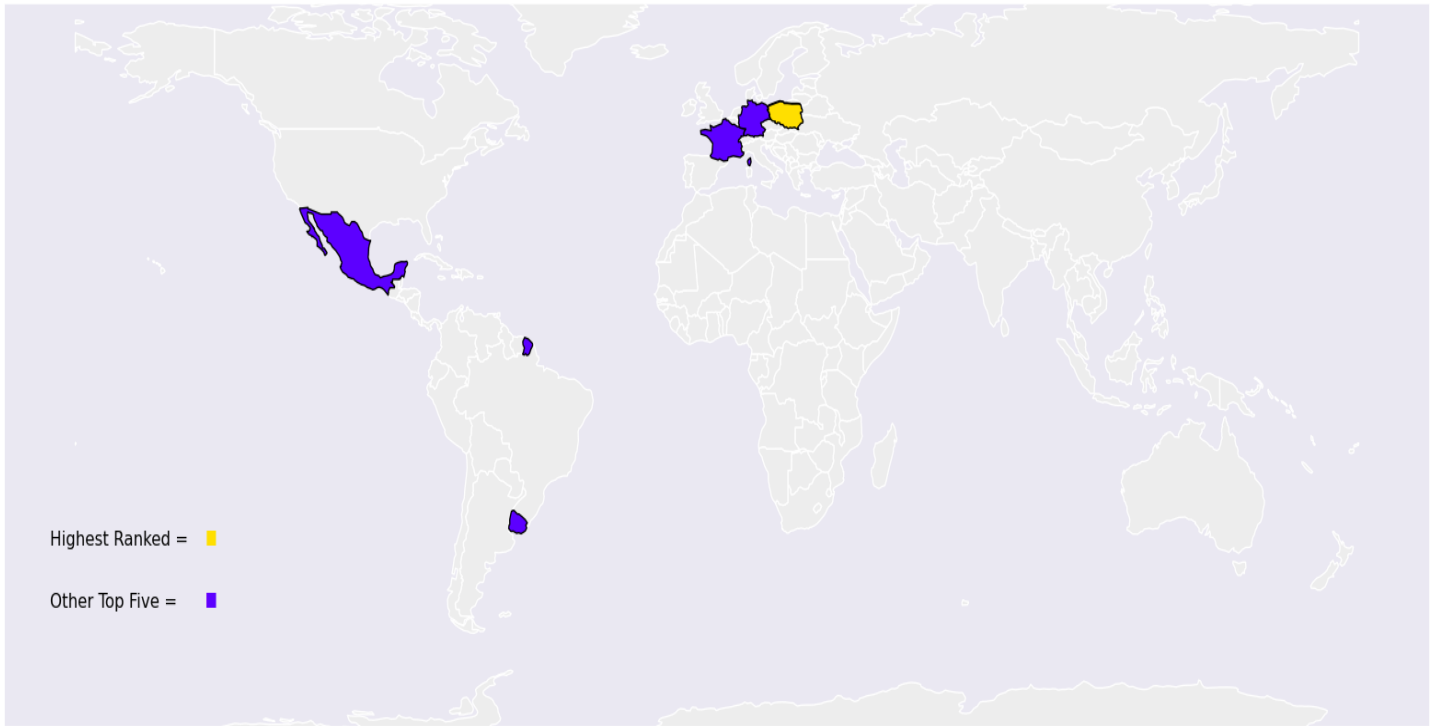 Highest Ranked =
Other Top Five =